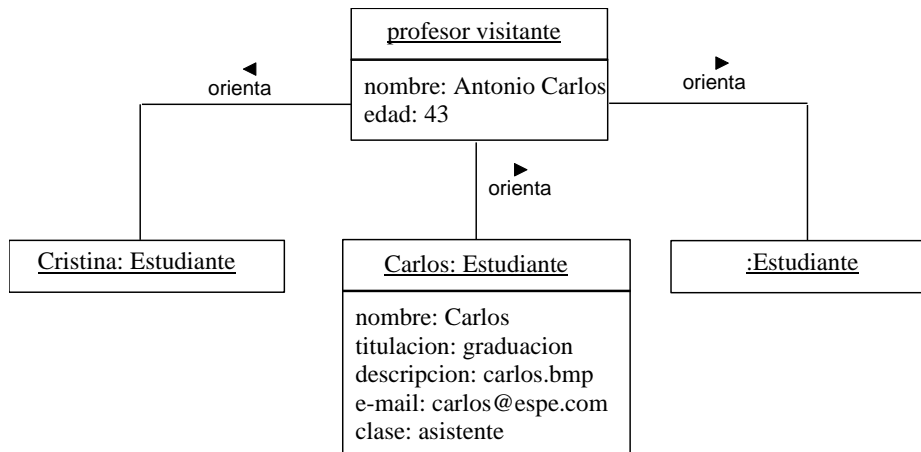 profesor visitante
nombre: Antonio Carlos
edad: 43
orienta
orienta
orienta
Cristina: Estudiante
Carlos: Estudiante
:Estudiante
nombre: Carlos
titulacion: graduacion
descripcion: carlos.bmp
e-mail: carlos@espe.com
clase: asistente